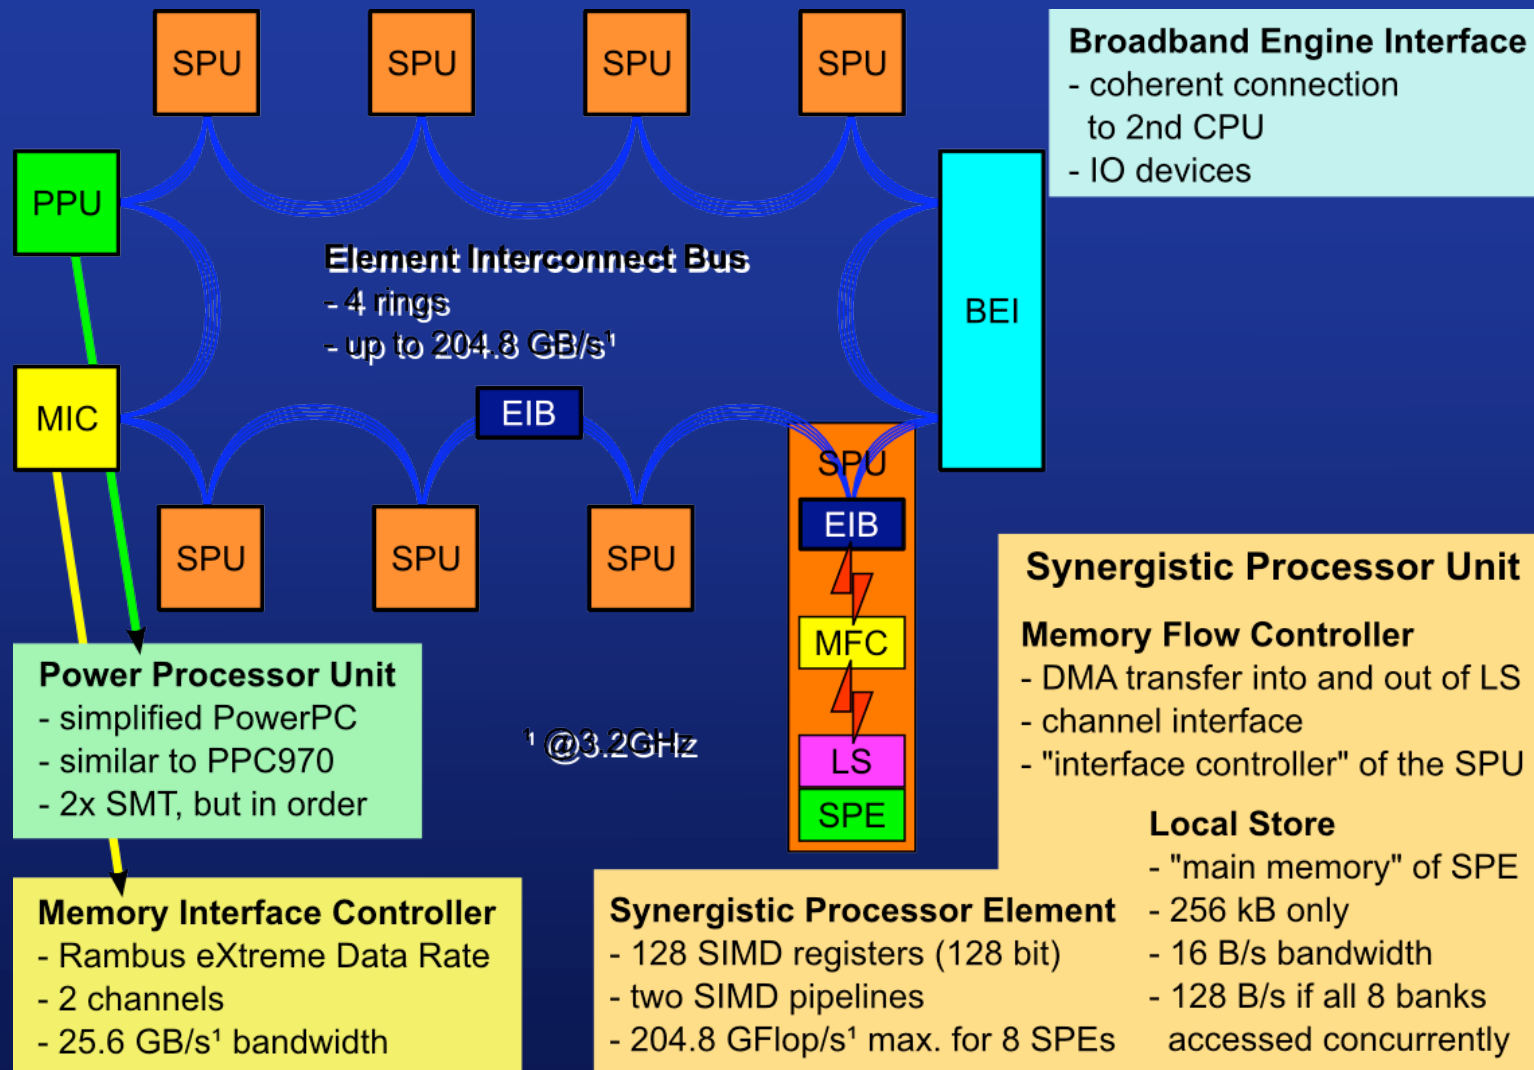 SPU
SPU
SPU
SPU
Broadband Engine Interface
- coherent connection
to 2nd CPU
- IO devices
PPU
Element Interconnect Bus
- 4 rings
- up to 204.8 GB/s¹
BEI
MIC
EIB
SPU
SPU
SPU
SPU
EIB
MFC
LS
SPE
¹ @3.2GHz
Power Processor Unit
- simplified PowerPC
- similar to PPC970
- 2x SMT, but in order
Memory Interface Controller
- Rambus eXtreme Data Rate
- 2 channels
- 25.6 GB/s¹ bandwidth
Synergistic Processor Unit
Memory Flow Controller
- DMA transfer into and out of LS
- channel interface
- "interface controller" of the SPU
Local Store
- "main memory" of SPE
- 256 kB only
- 16 B/s bandwidth
- 128 B/s if all 8 banks
accessed concurrently
Synergistic Processor Element
- 128 SIMD registers (128 bit)
- two SIMD pipelines
- 204.8 GFlop/s¹ max. for 8 SPEs